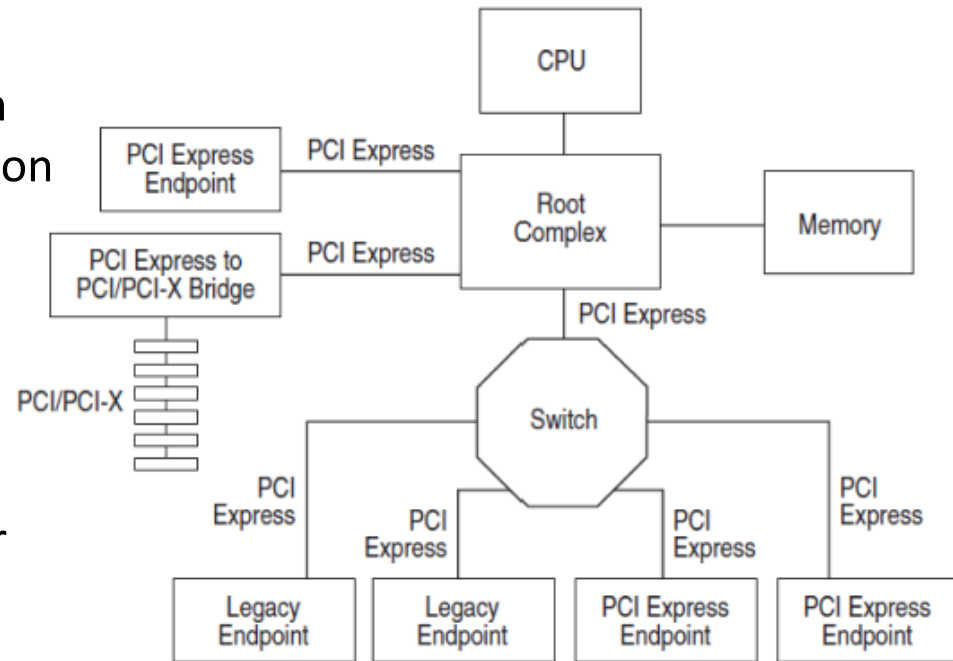 CPU
on
PCI Express
Endpoint
PCI Express
Root
Complex
Memory
PCI Express to
PCI/PCI-X Bridge
PCI Express
PCI Express
PCI/PCI-X
Switch
PCI
Express
PCI
Express
PCI
Express
PCI
Express
Legacy
Endpoint
Legacy
Endpoint
PCI Express
Endpoint
PCI Express
Endpoint